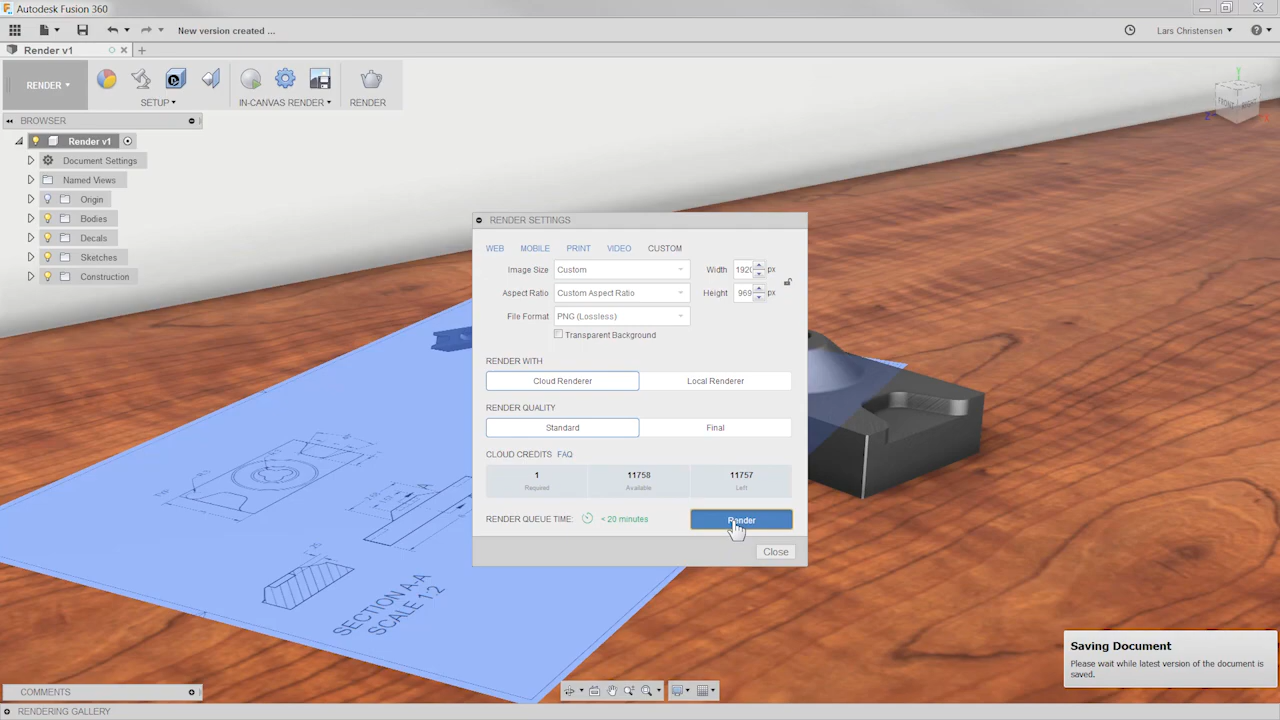 Autodesk Fusion 360
New version created ...
Lars Christensen
Render v1
RENDER
SETUP
IN-CANVAS RENDER
RENDER
BROWSER
FRONT RIGHT
Render v1
Document Settings
Named Views
Origin
Bodies
Decals
Sketches
Construction
RENDER SETTINGS
WEB MOBILE PRINT VIDEO CUSTOM
Image Size Custom Width 1920 px
Aspect Ratio Custom Aspect Ratio Height 969 px
File Format PNG (Lossless)
Transparent Background
RENDER WITH
Cloud Renderer Local Renderer
RENDER QUALITY
Standard Final
CLOUD CREDITS FAQ
1 11758 11757
Required Available Left
RENDER QUEUE TIME: < 20 minutes Render
Close
A
SECTION A-A
SCALE 1:2
Saving Document
Please wait while latest version of the document is
saved.
COMMENTS
RENDERING GALLERY